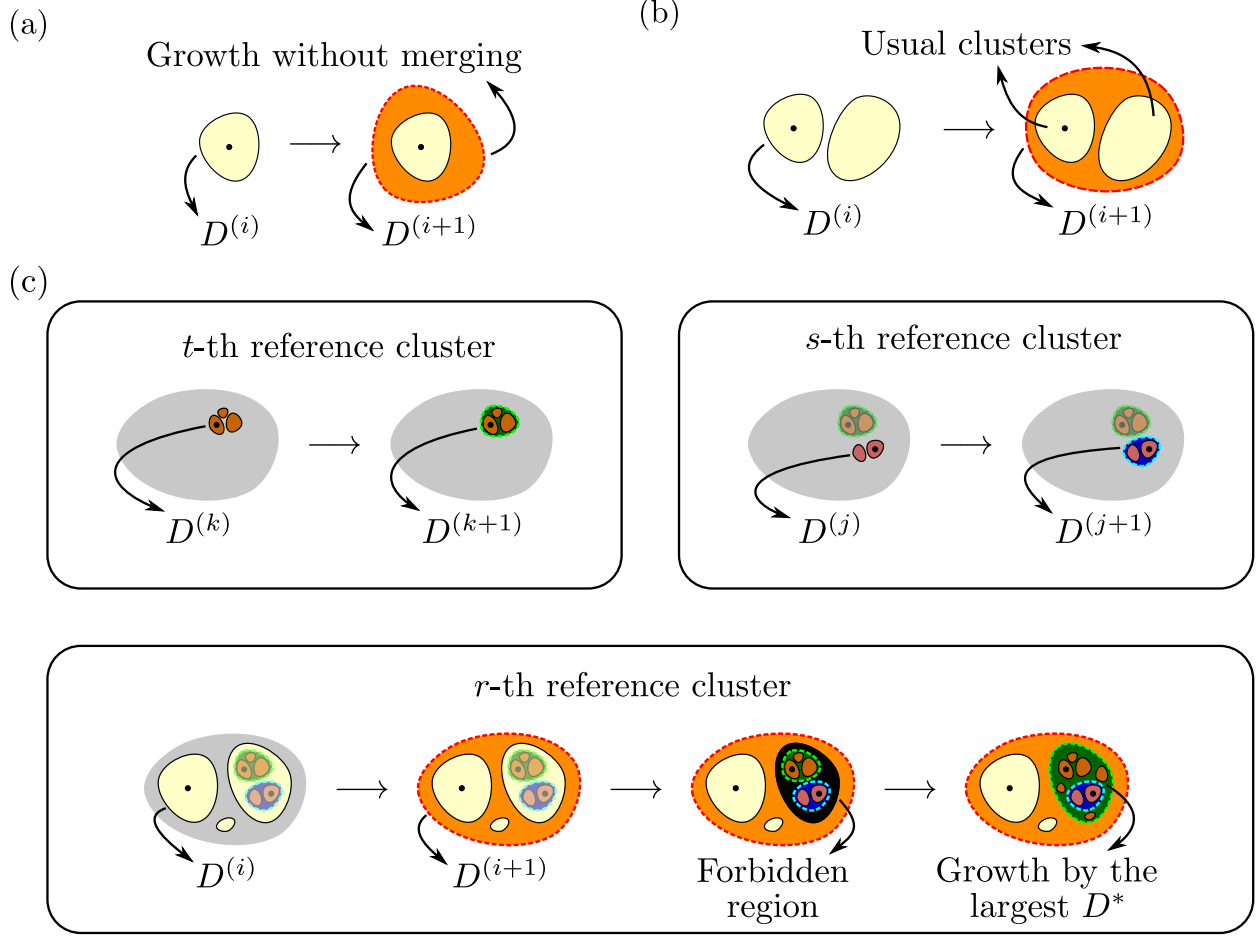 (a)
Growth without merging
D^{(i)}
D^{(i+1)}
(b)
Usual clusters
D^{(i)}
D^{(i+1)}
(c)
t-th reference cluster
D^{(k)}
D^{(k+1)}
s-th reference cluster
D^{(j)}
D^{(j+1)}
r-th reference cluster
D^{(i)}
D^{(i+1)}
Forbidden
region
Growth by the
largest D*